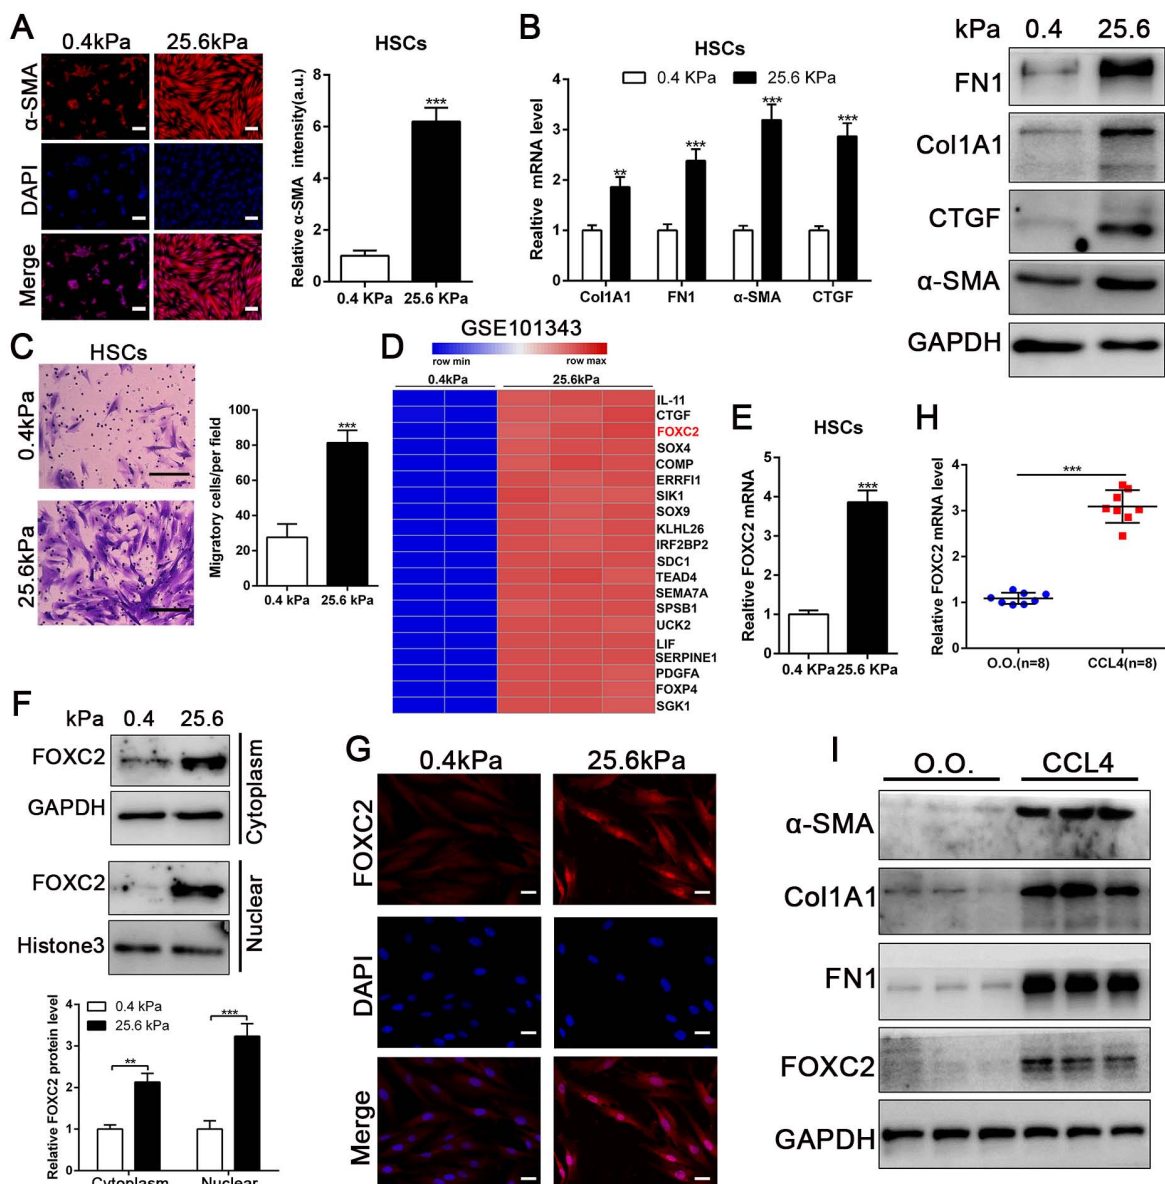 A
0.4kPa 25.6kPa
α-SMA
DAPI
Merge
HSCs
Relative α-SMA intensity(a.u.)
8
6
4
2
0
***
0.4 KPa 25.6 KPa
B
HSCs
0.4 KPa 25.6 KPa
Realtive mRNA level
4
3
2
1
0
** *** *** ***
Col1A1 FN1 α-SMA CTGF
kPa 0.4 25.6
FN1
Col1A1
CTGF
α-SMA
GAPDH
C
HSCs
0.4kPa
25.6kPa
Migratory cells/per field
100
80
60
40
20
0
***
0.4 kPa 25.6 kPa
D
GSE101343
row min row max
0.4kPa 25.6kPa
IL-11
CTGF
FOXC2
SOX4
COMP
ERRFI1
SIK1
SOX9
KLHL26
IRF2BP2
SDC1
TEAD4
SEMA7A
SPSB1
UCK2
LIF
SERPINE1
PDGFA
FOXP4
SGK1
E
HSCs
Realtive FOXC2 mRNA
5
4
3
2
1
0
***
0.4 KPa 25.6 KPa
H
Relative FOXC2 mRNA level
4
3
2
1
0
***
O.O.(n=8) CCL4(n=8)
F
kPa 0.4 25.6
FOXC2
GAPDH
Cytoplasm
FOXC2
Histone3
Nuclear
0.4 kPa
25.6 kPa
Relative FOXC2 protein level
4
3
2
1
0
** ***
Cytoplasm Nuclear
G
0.4kPa 25.6kPa
FOXC2
DAPI
Merge
I
O.O. CCL4
α-SMA
Col1A1
FN1
FOXC2
GAPDH